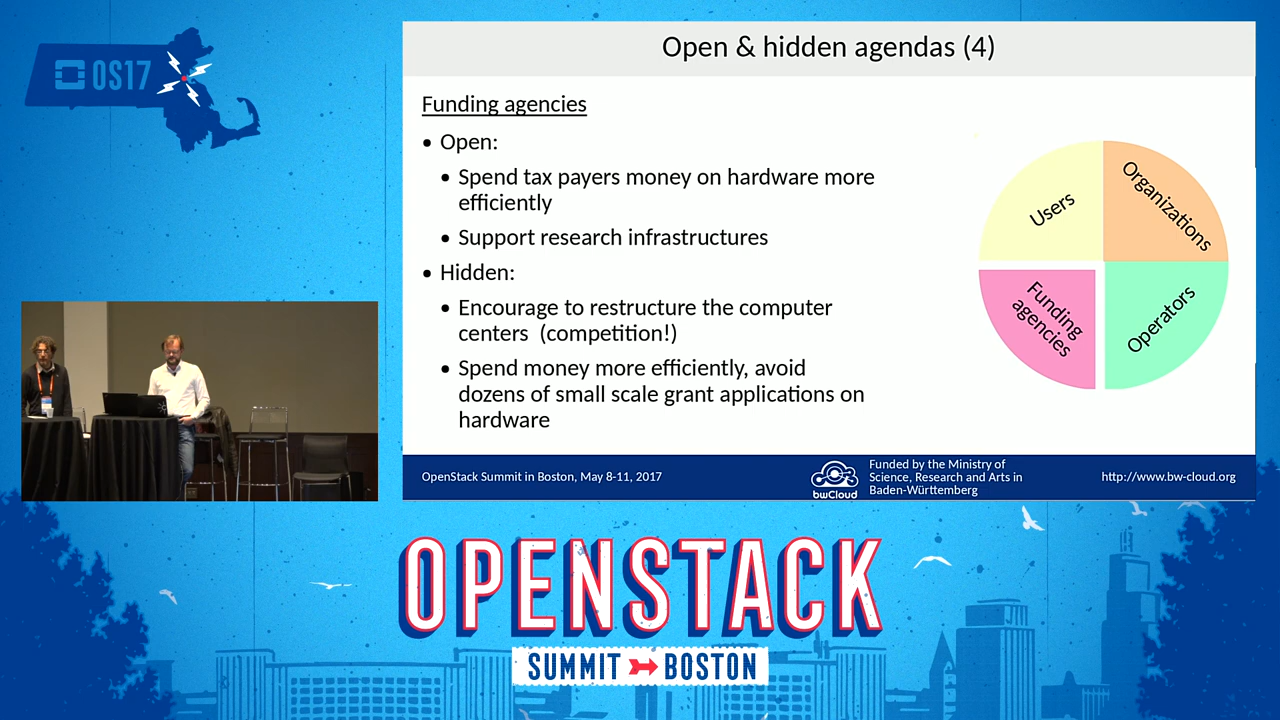 OS17
Open & hidden agendas (4)
Funding agencies
• Open:
• Spend tax payers money on hardware more
efficiently
• Support research infrastructures
• Hidden:
• Encourage to restructure the computer
centers (competition!)
• Spend money more efficiently, avoid
dozens of small scale grant applications on
hardware
Users
Organizations
Funding
agencies
Operators
OpenStack Summit in Boston, May 8-11, 2017
bwCloud
Funded by the Ministry of
Science, Research and Arts in
Baden-Württemberg
http://www.bw-cloud.org
OPENSTACK
SUMMIT BOSTON